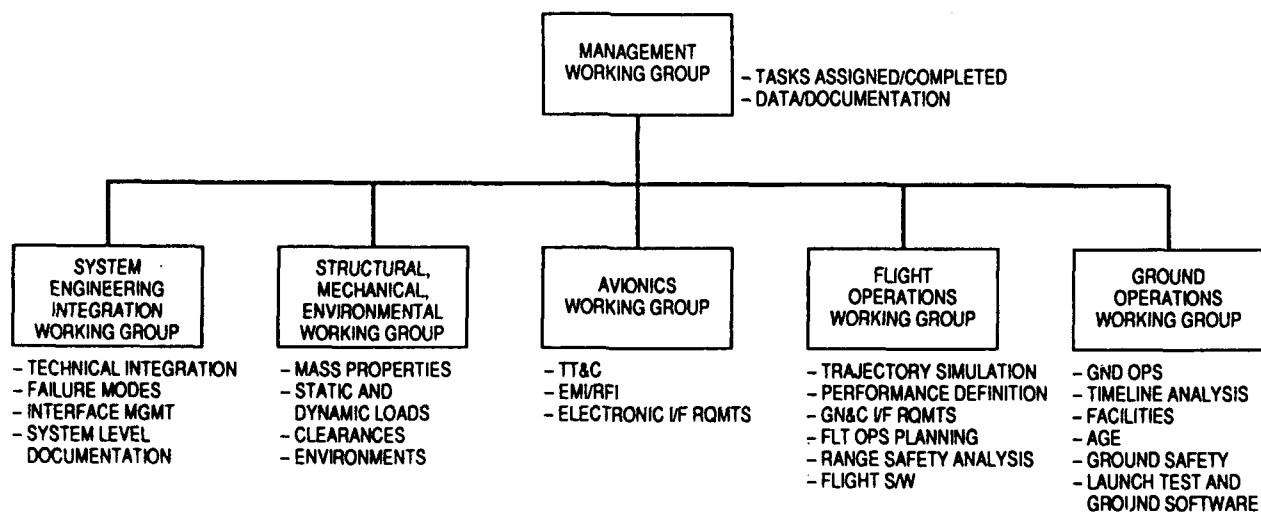 MANAGEMENT
WORKING GROUP
– TASKS ASSIGNED/COMPLETED
– DATA/DOCUMENTATION
SYSTEM
ENGINEERING
INTEGRATION
WORKING GROUP
– TECHNICAL INTEGRATION
– FAILURE MODES
– INTERFACE MGMT
– SYSTEM LEVEL
DOCUMENTATION
STRUCTURAL,
MECHANICAL,
ENVIRONMENTAL
WORKING GROUP
– MASS PROPERTIES
– STATIC AND
DYNAMIC LOADS
– CLEARANCES
– ENVIRONMENTS
AVIONICS
WORKING GROUP
– TT&C
– EMI/RFI
– ELECTRONIC I/F RQMTS
FLIGHT
OPERATIONS
WORKING GROUP
– TRAJECTORY SIMULATION
– PERFORMANCE DEFINITION
– GN&C I/F RQMTS
– FLT OPS PLANNING
– RANGE SAFETY ANALYSIS
– FLIGHT S/W
GROUND
OPERATIONS
WORKING GROUP
– GND OPS
– TIMELINE ANALYSIS
– FACILITIES
– AGE
– GROUND SAFETY
– LAUNCH TEST AND
GROUND SOFTWARE